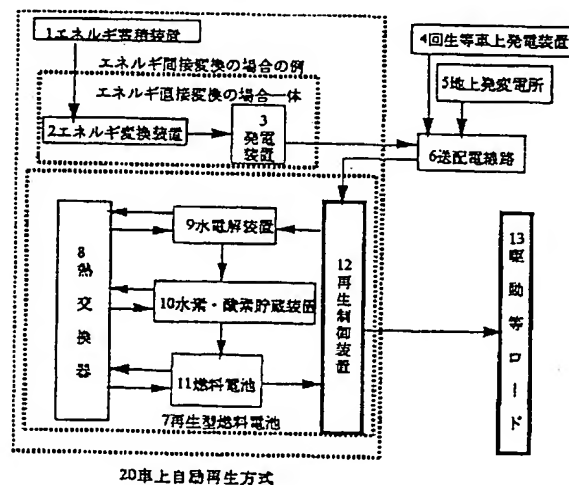 1エネルギ蓄積装置
4回生等車上発電装置
エネルギ間接変換の場合の例
5地上発変電所
エネルギ直接変換の場合一体
2エネルギ変換装置
3
発電装置
6送配電線路
9水電解装置
8熱交換器
12再生制御装置
13駆動等ロード
10水素・酸素貯蔵装置
11燃料電池
7再生型燃料電池
20車上自励再生方式